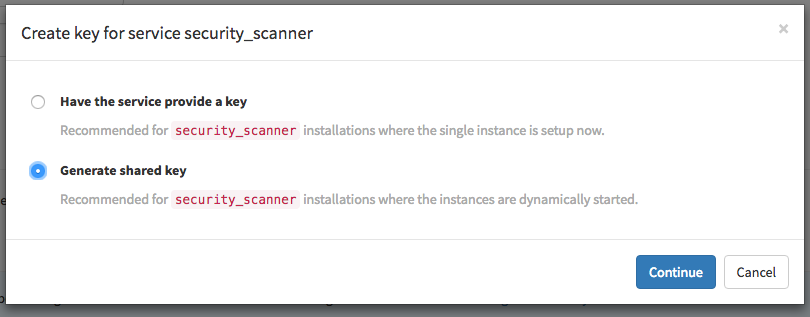 Create key for service security_scanner
×
Have the service provide a key
Recommended for security_scanner installations where the single instance is setup now.
Generate shared key
Recommended for security_scanner installations where the instances are dynamically started.
Continue Cancel